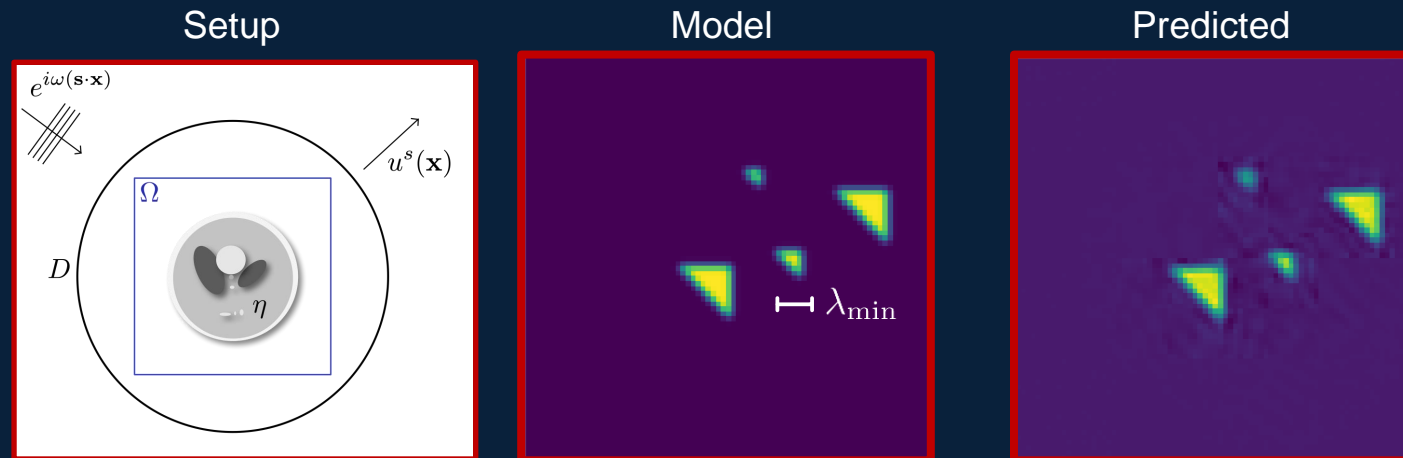 Setup
Model
Predicted
e^{iω(s·x)}
u^s(x)
Ω
D
η
λ_min